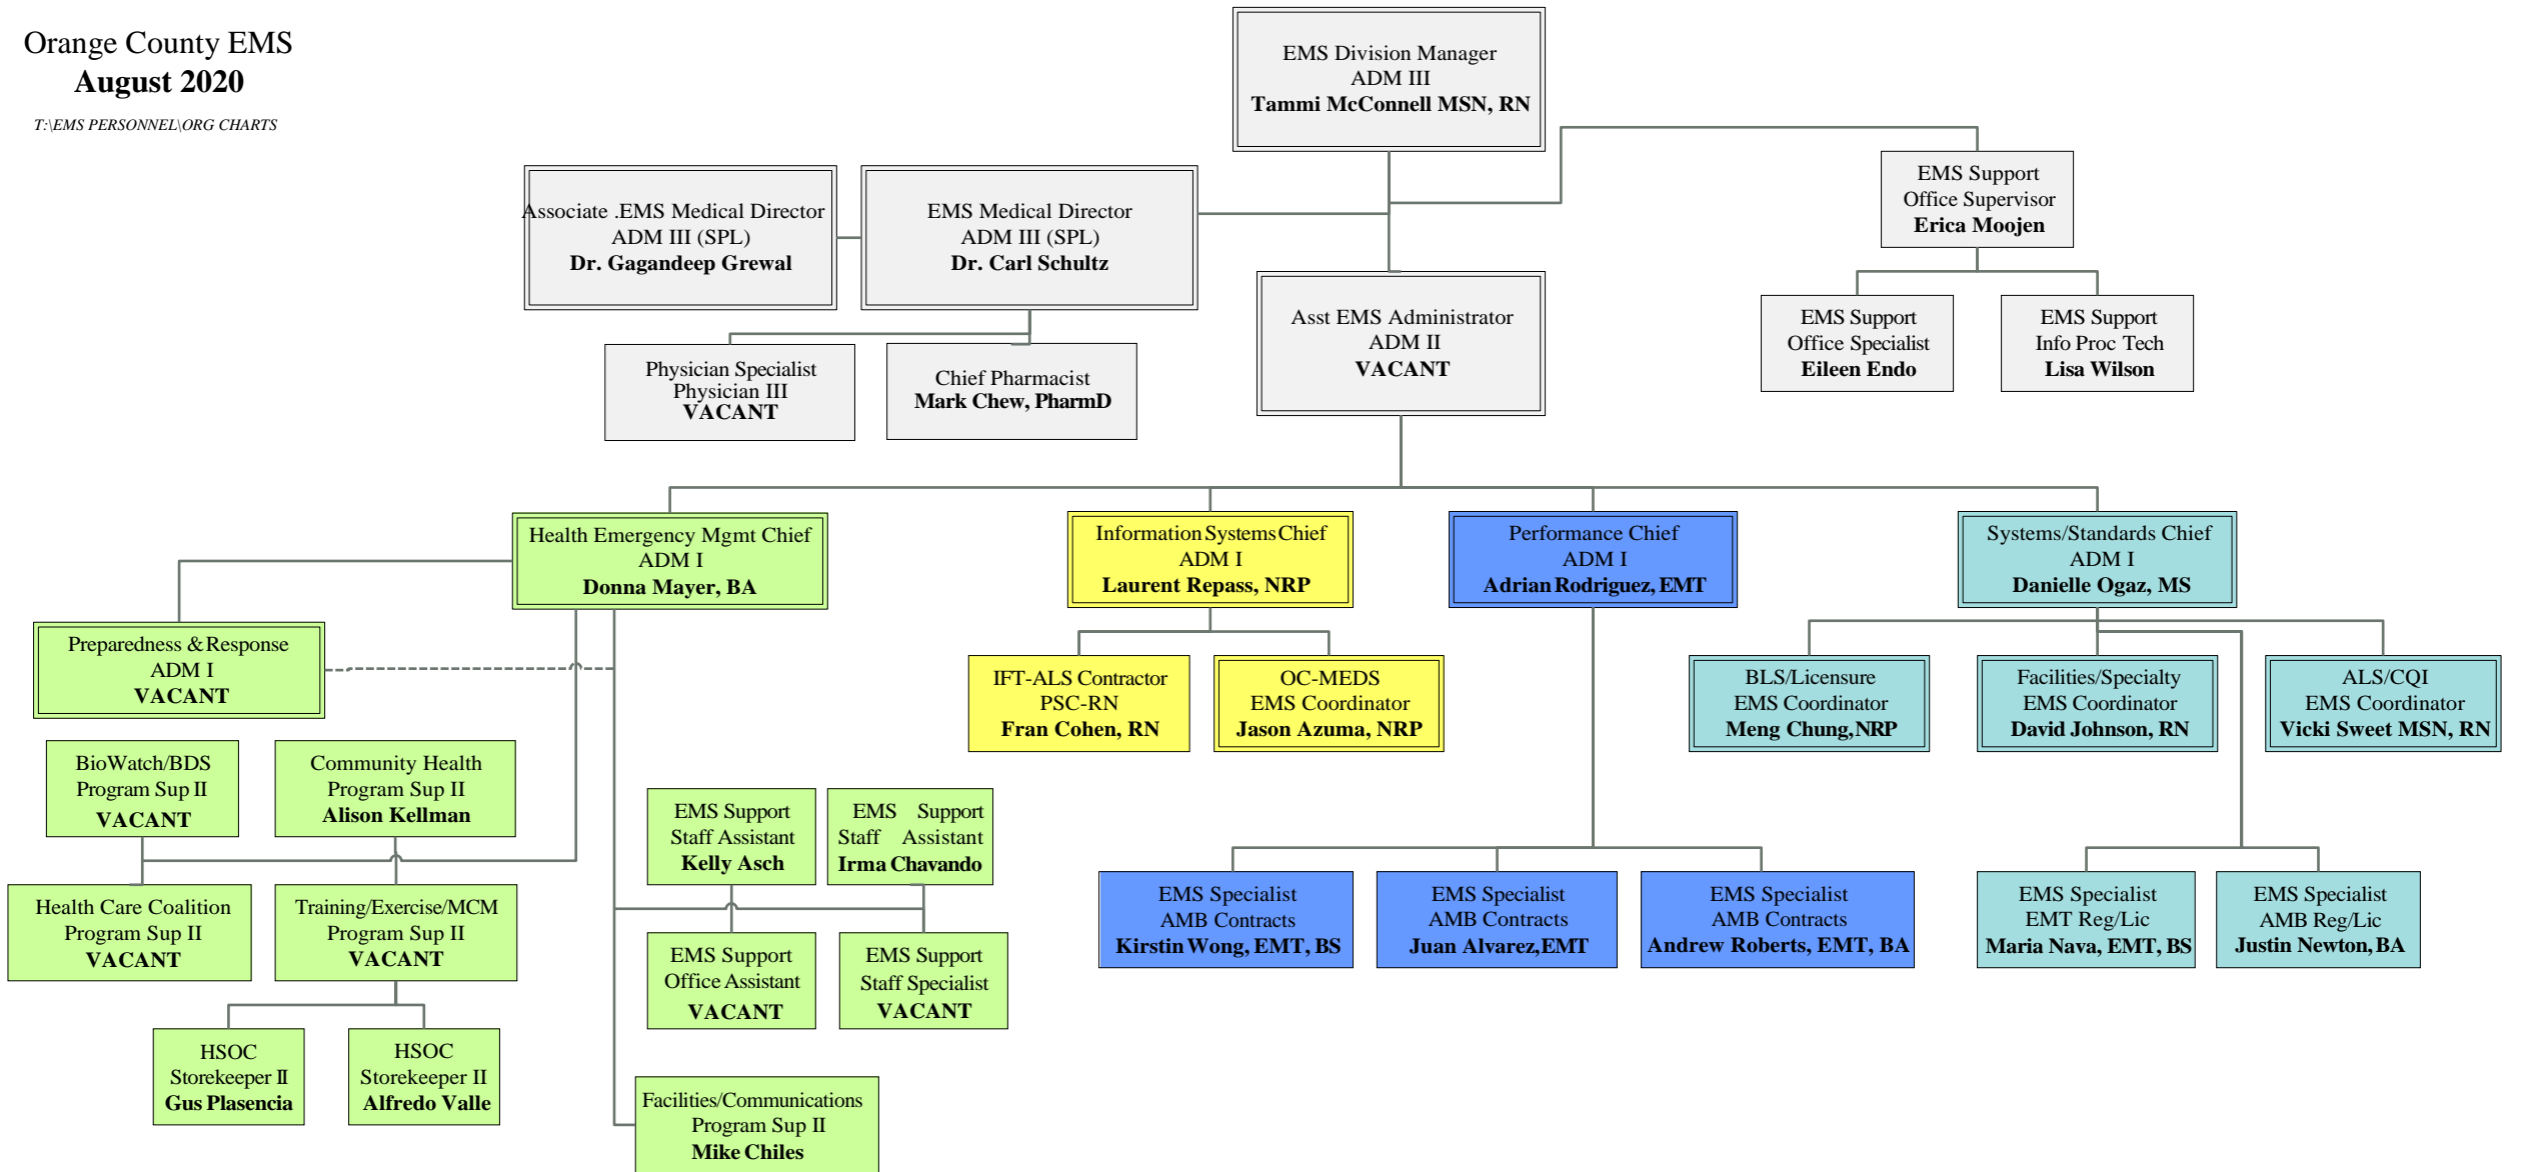 Orange County EMS
August 2020
T:\EMS PERSONNEL\ORG CHARTS
EMS Division Manager
ADM III
Tammi McConnell MSN, RN
Associate .EMS Medical Director
ADM III (SPL)
Dr. Gagandeep Grewal
EMS Medical Director
ADM III (SPL)
Dr. Carl Schultz
EMS Support
Office Supervisor
Erica Moojen
Physician Specialist
Physician III
VACANT
Chief Pharmacist
Mark Chew, PharmD
Asst EMS Administrator
ADM II
VACANT
EMS Support
Office Specialist
Eileen Endo
EMS Support
Info Proc Tech
Lisa Wilson
Health Emergency Mgmt Chief
ADM I
Donna Mayer, BA
Information Systems Chief
ADM I
Laurent Repass, NRP
Performance Chief
ADM I
Adrian Rodriguez, EMT
Systems/Standards Chief
ADM I
Danielle Ogaz, MS
Preparedness & Response
ADM I
VACANT
IFT-ALS Contractor
PSC-RN
Fran Cohen, RN
OC-MEDS
EMS Coordinator
Jason Azuma, NRP
BLS/Licensure
EMS Coordinator
Meng Chung, NRP
Facilities/Specialty
EMS Coordinator
David Johnson, RN
ALS/CQI
EMS Coordinator
Vicki Sweet MSN, RN
BioWatch/BDS
Program Sup II
VACANT
Community Health
Program Sup II
Alison Kellman
EMS Support
Staff Assistant
Kelly Asch
EMS Support
Staff Assistant
Irma Chavando
Health Care Coalition
Program Sup II
VACANT
Training/Exercise/MCM
Program Sup II
VACANT
EMS Support
Office Assistant
VACANT
EMS Support
Staff Specialist
VACANT
EMS Specialist
AMB Contracts
Kirstin Wong, EMT, BS
EMS Specialist
AMB Contracts
Juan Alvarez, EMT
EMS Specialist
AMB Contracts
Andrew Roberts, EMT, BA
EMS Specialist
EMT Reg/Lic
Maria Nava, EMT, BS
EMS Specialist
AMB Reg/Lic
Justin Newton, BA
HSOC
Storekeeper II
Gus Plasencia
HSOC
Storekeeper II
Alfredo Valle
Facilities/Communications
Program Sup II
Mike Chiles